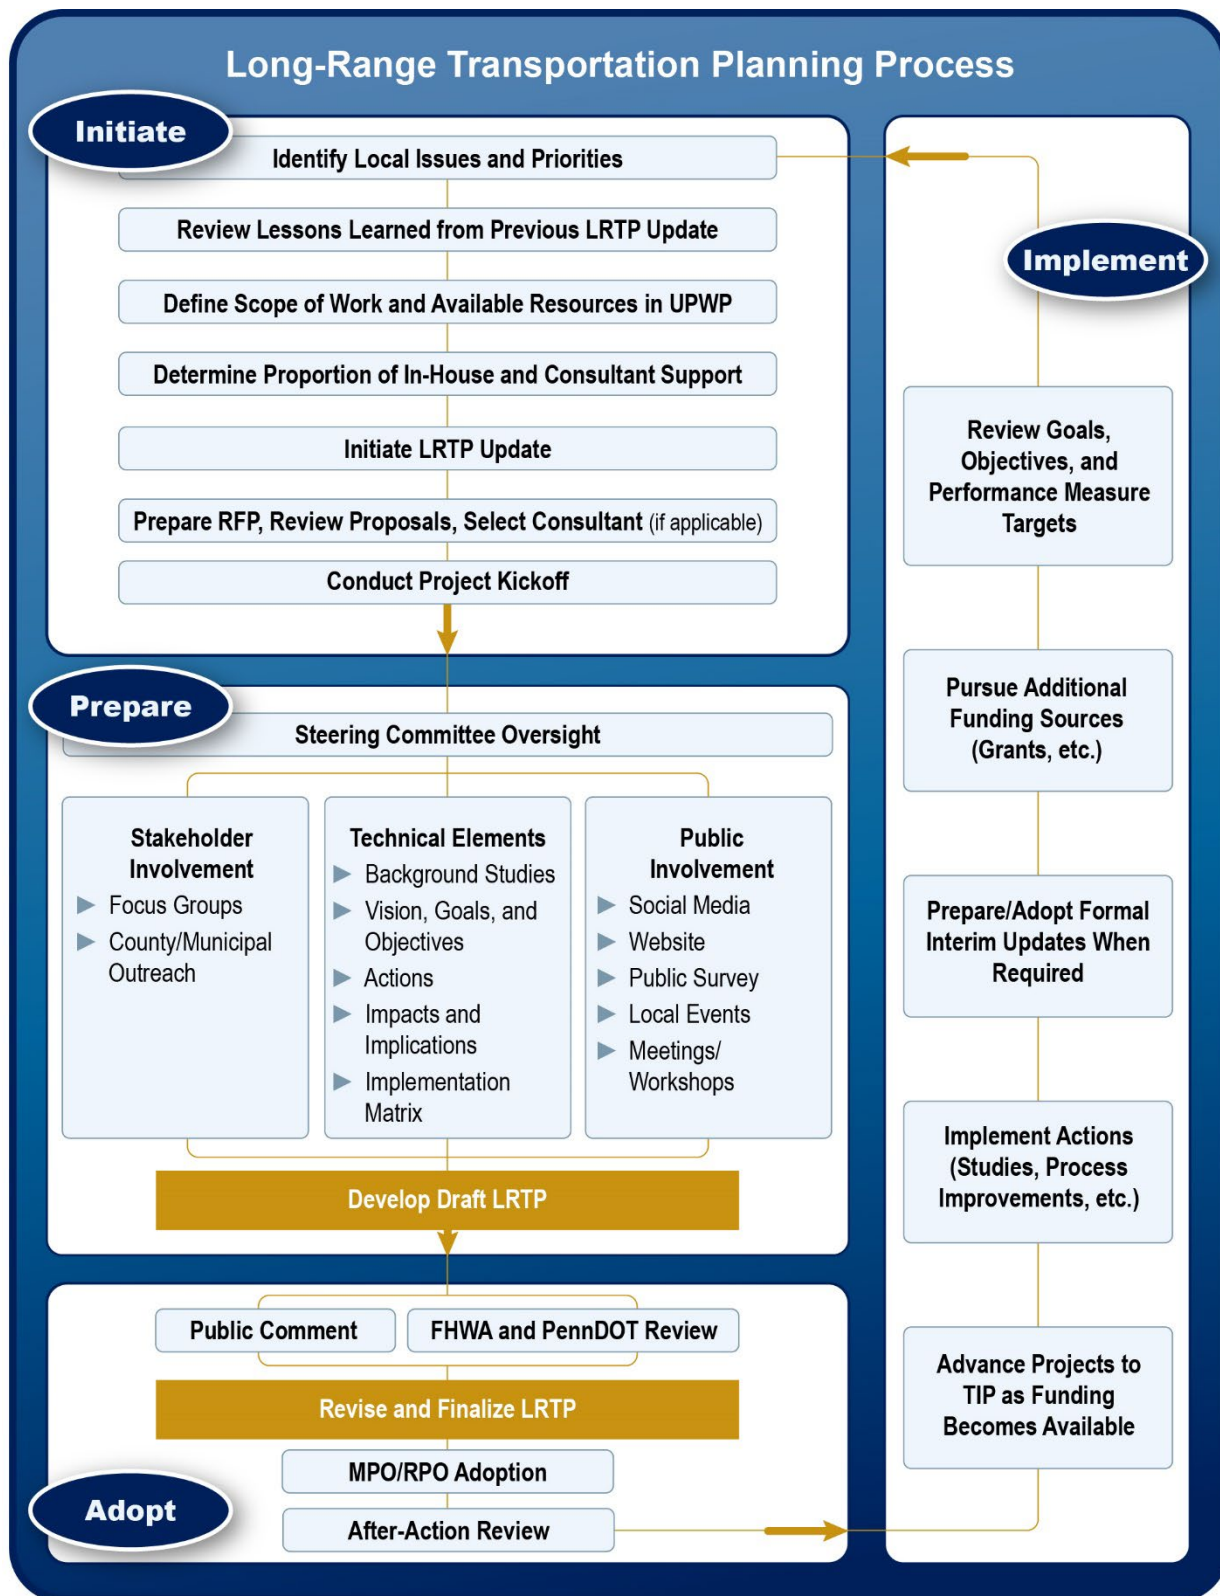 Long-Range Transportation Planning Process
Initiate
Identify Local Issues and Priorities
Review Lessons Learned from Previous LRTP Update
Define Scope of Work and Available Resources in UPWP
Determine Proportion of In-House and Consultant Support
Initiate LRTP Update
Prepare RFP, Review Proposals, Select Consultant (if applicable)
Conduct Project Kickoff
Prepare
Steering Committee Oversight
Stakeholder
Involvement
Focus Groups
County/Municipal
Outreach
Technical Elements
Background Studies
Vision, Goals, and
Objectives
Actions
Impacts and
Implications
Implementation
Matrix
Public
Involvement
Social Media
Website
Public Survey
Local Events
Meetings/
Workshops
Develop Draft LRTP
Public Comment
FHWA and PennDOT Review
Revise and Finalize LRTP
MPO/RPO Adoption
Adopt
After-Action Review
Implement
Review Goals,
Objectives, and
Performance Measure
Targets
Pursue Additional
Funding Sources
(Grants, etc.)
Prepare/Adopt Formal
Interim Updates When
Required
Implement Actions
(Studies, Process
Improvements, etc.)
Advance Projects to
TIP as Funding
Becomes Available